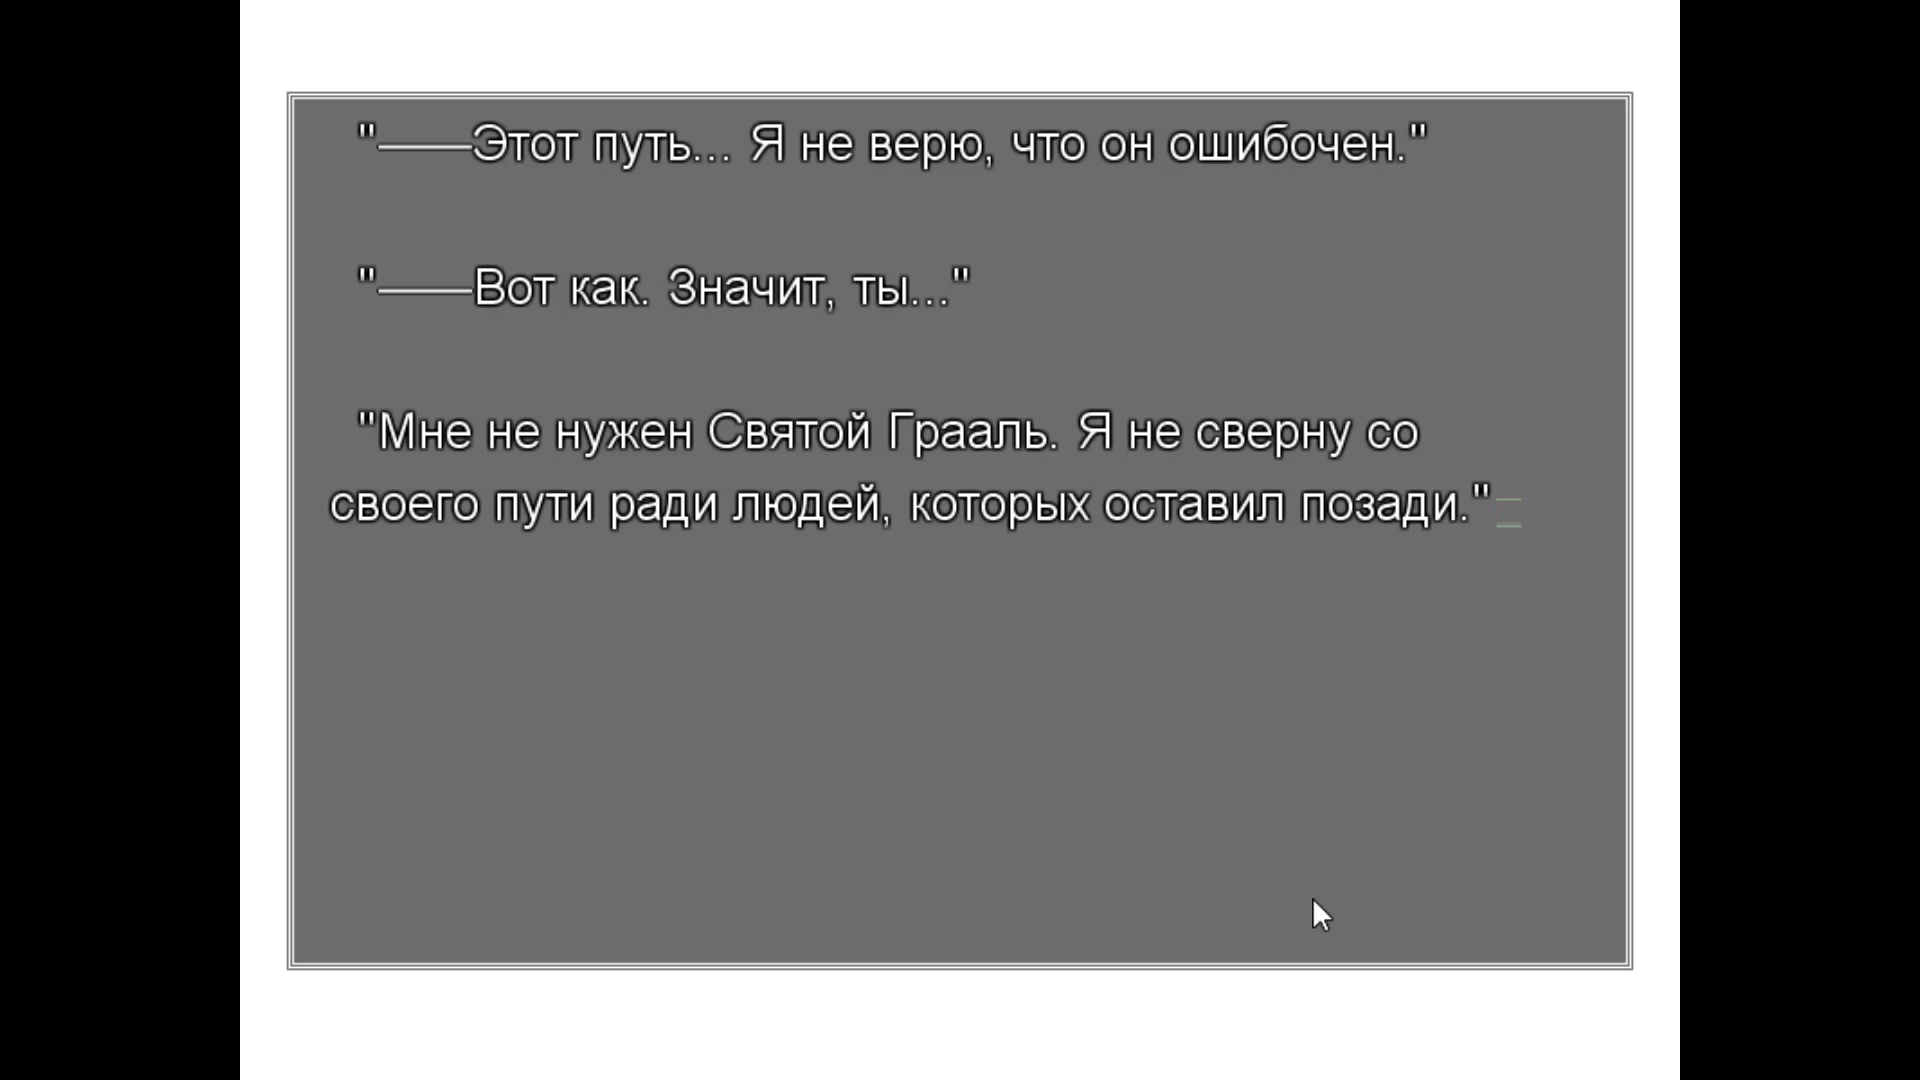 "———Этот путь... Я не верю, что он ошибочен."
"———Вот как. Значит, ты..."
"Мне не нужен Святой Грааль. Я не сверну со
своего пути ради людей, которых оставил позади."